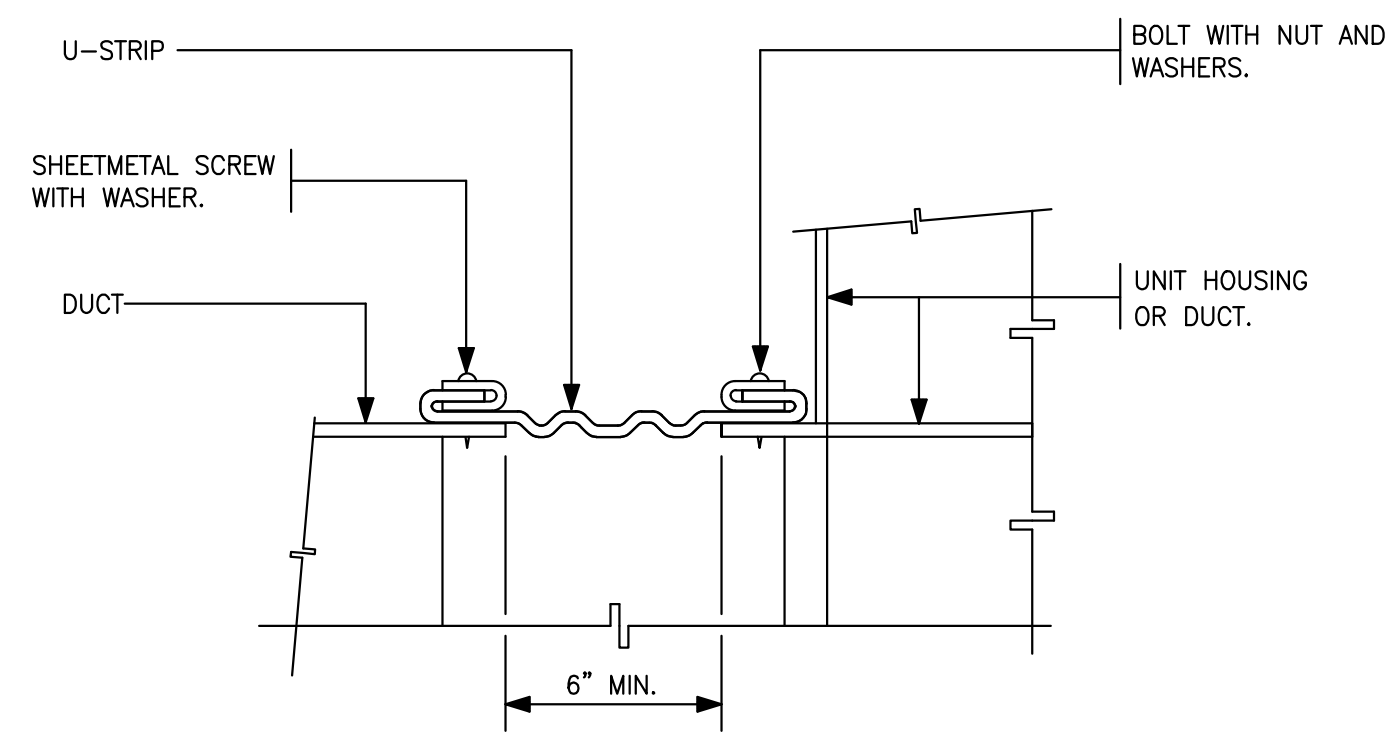 U-STRIP
BOLT WITH NUT AND
WASHERS.
SHEETMETAL SCREW
WITH WASHER.
DUCT
UNIT HOUSING
OR DUCT.
6" MIN.